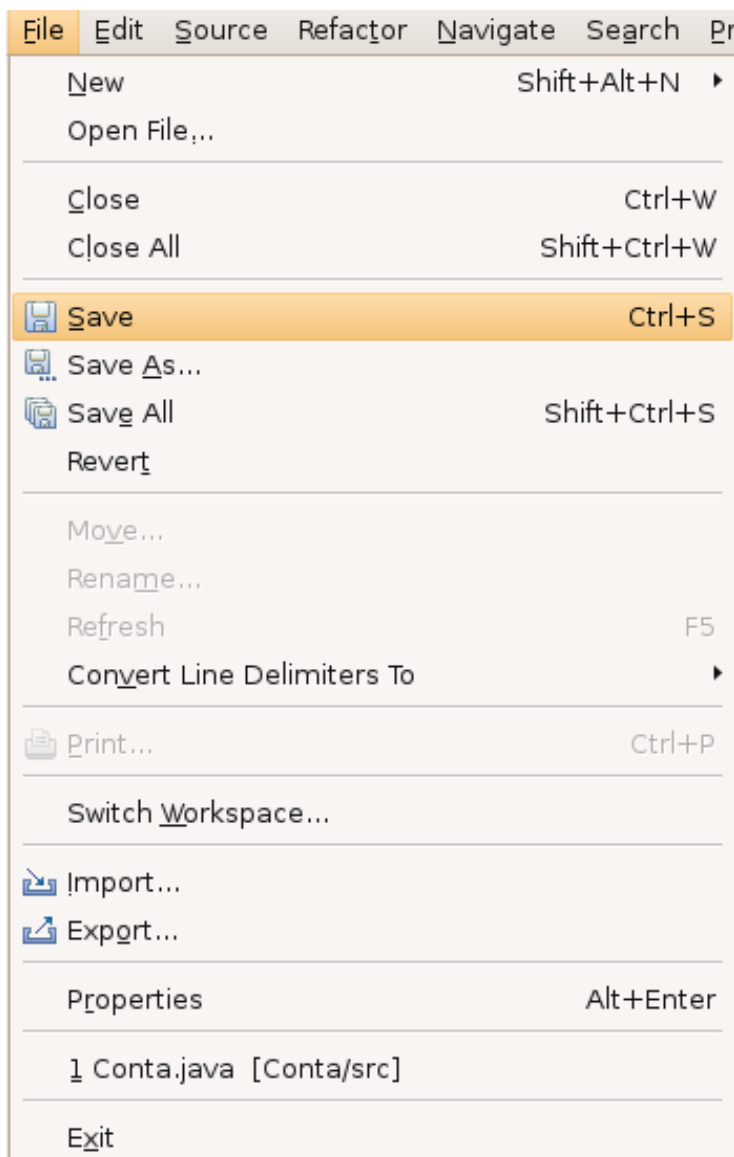 File Edit Source Refactor Navigate Search Pr
New Shift+Alt+N
Open File...
Close Ctrl+W
Close All Shift+Ctrl+W
Save Ctrl+S
Save As...
Save All Shift+Ctrl+S
Revert
Move...
Rename...
Refresh F5
Convert Line Delimiters To
Print... Ctrl+P
Switch Workspace...
Import...
Export...
Properties Alt+Enter
1 Conta.java [Conta/src]
Exit